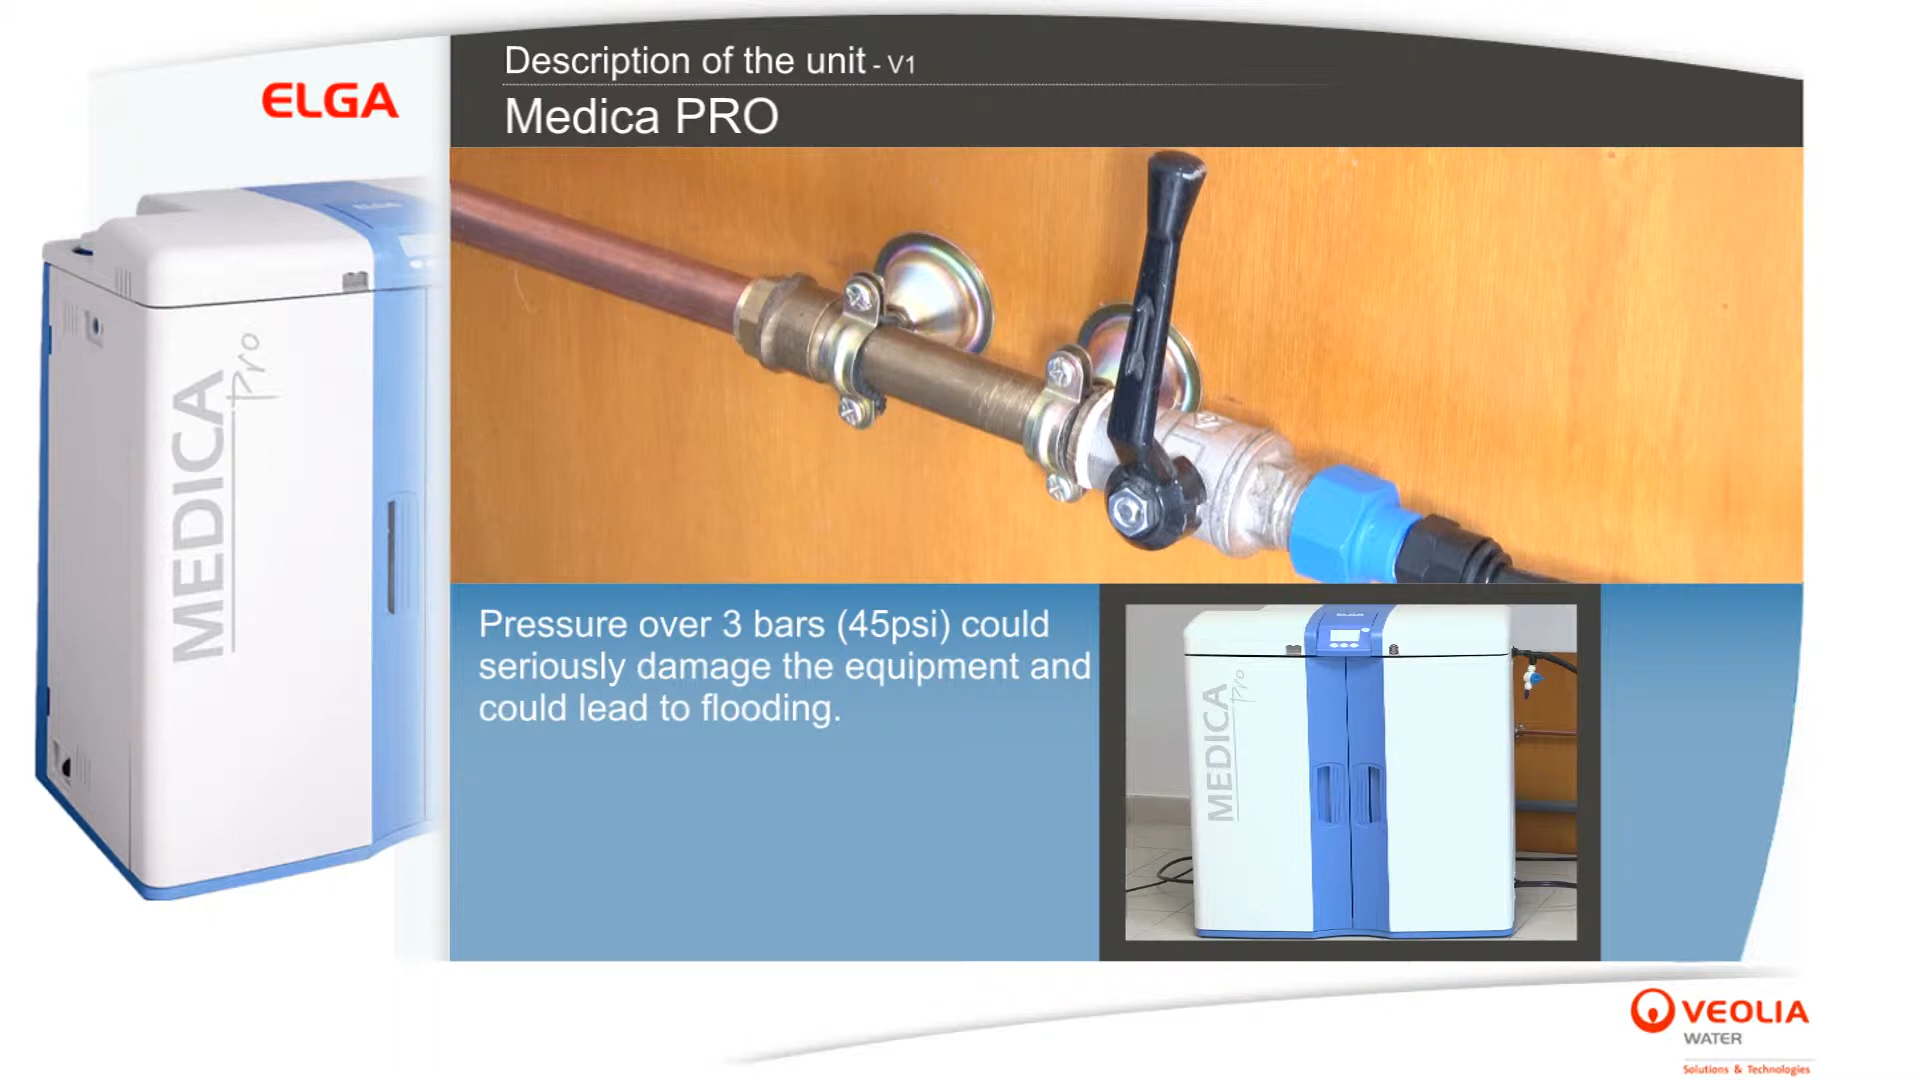 ELGA
Description of the unit - V1
Medica PRO
MEDICA Pro
Pressure over 3 bars (45psi) could
seriously damage the equipment and
could lead to flooding.
ELGA
MEDICA Pro
VEOLIA
WATER
Solutions & Technologies